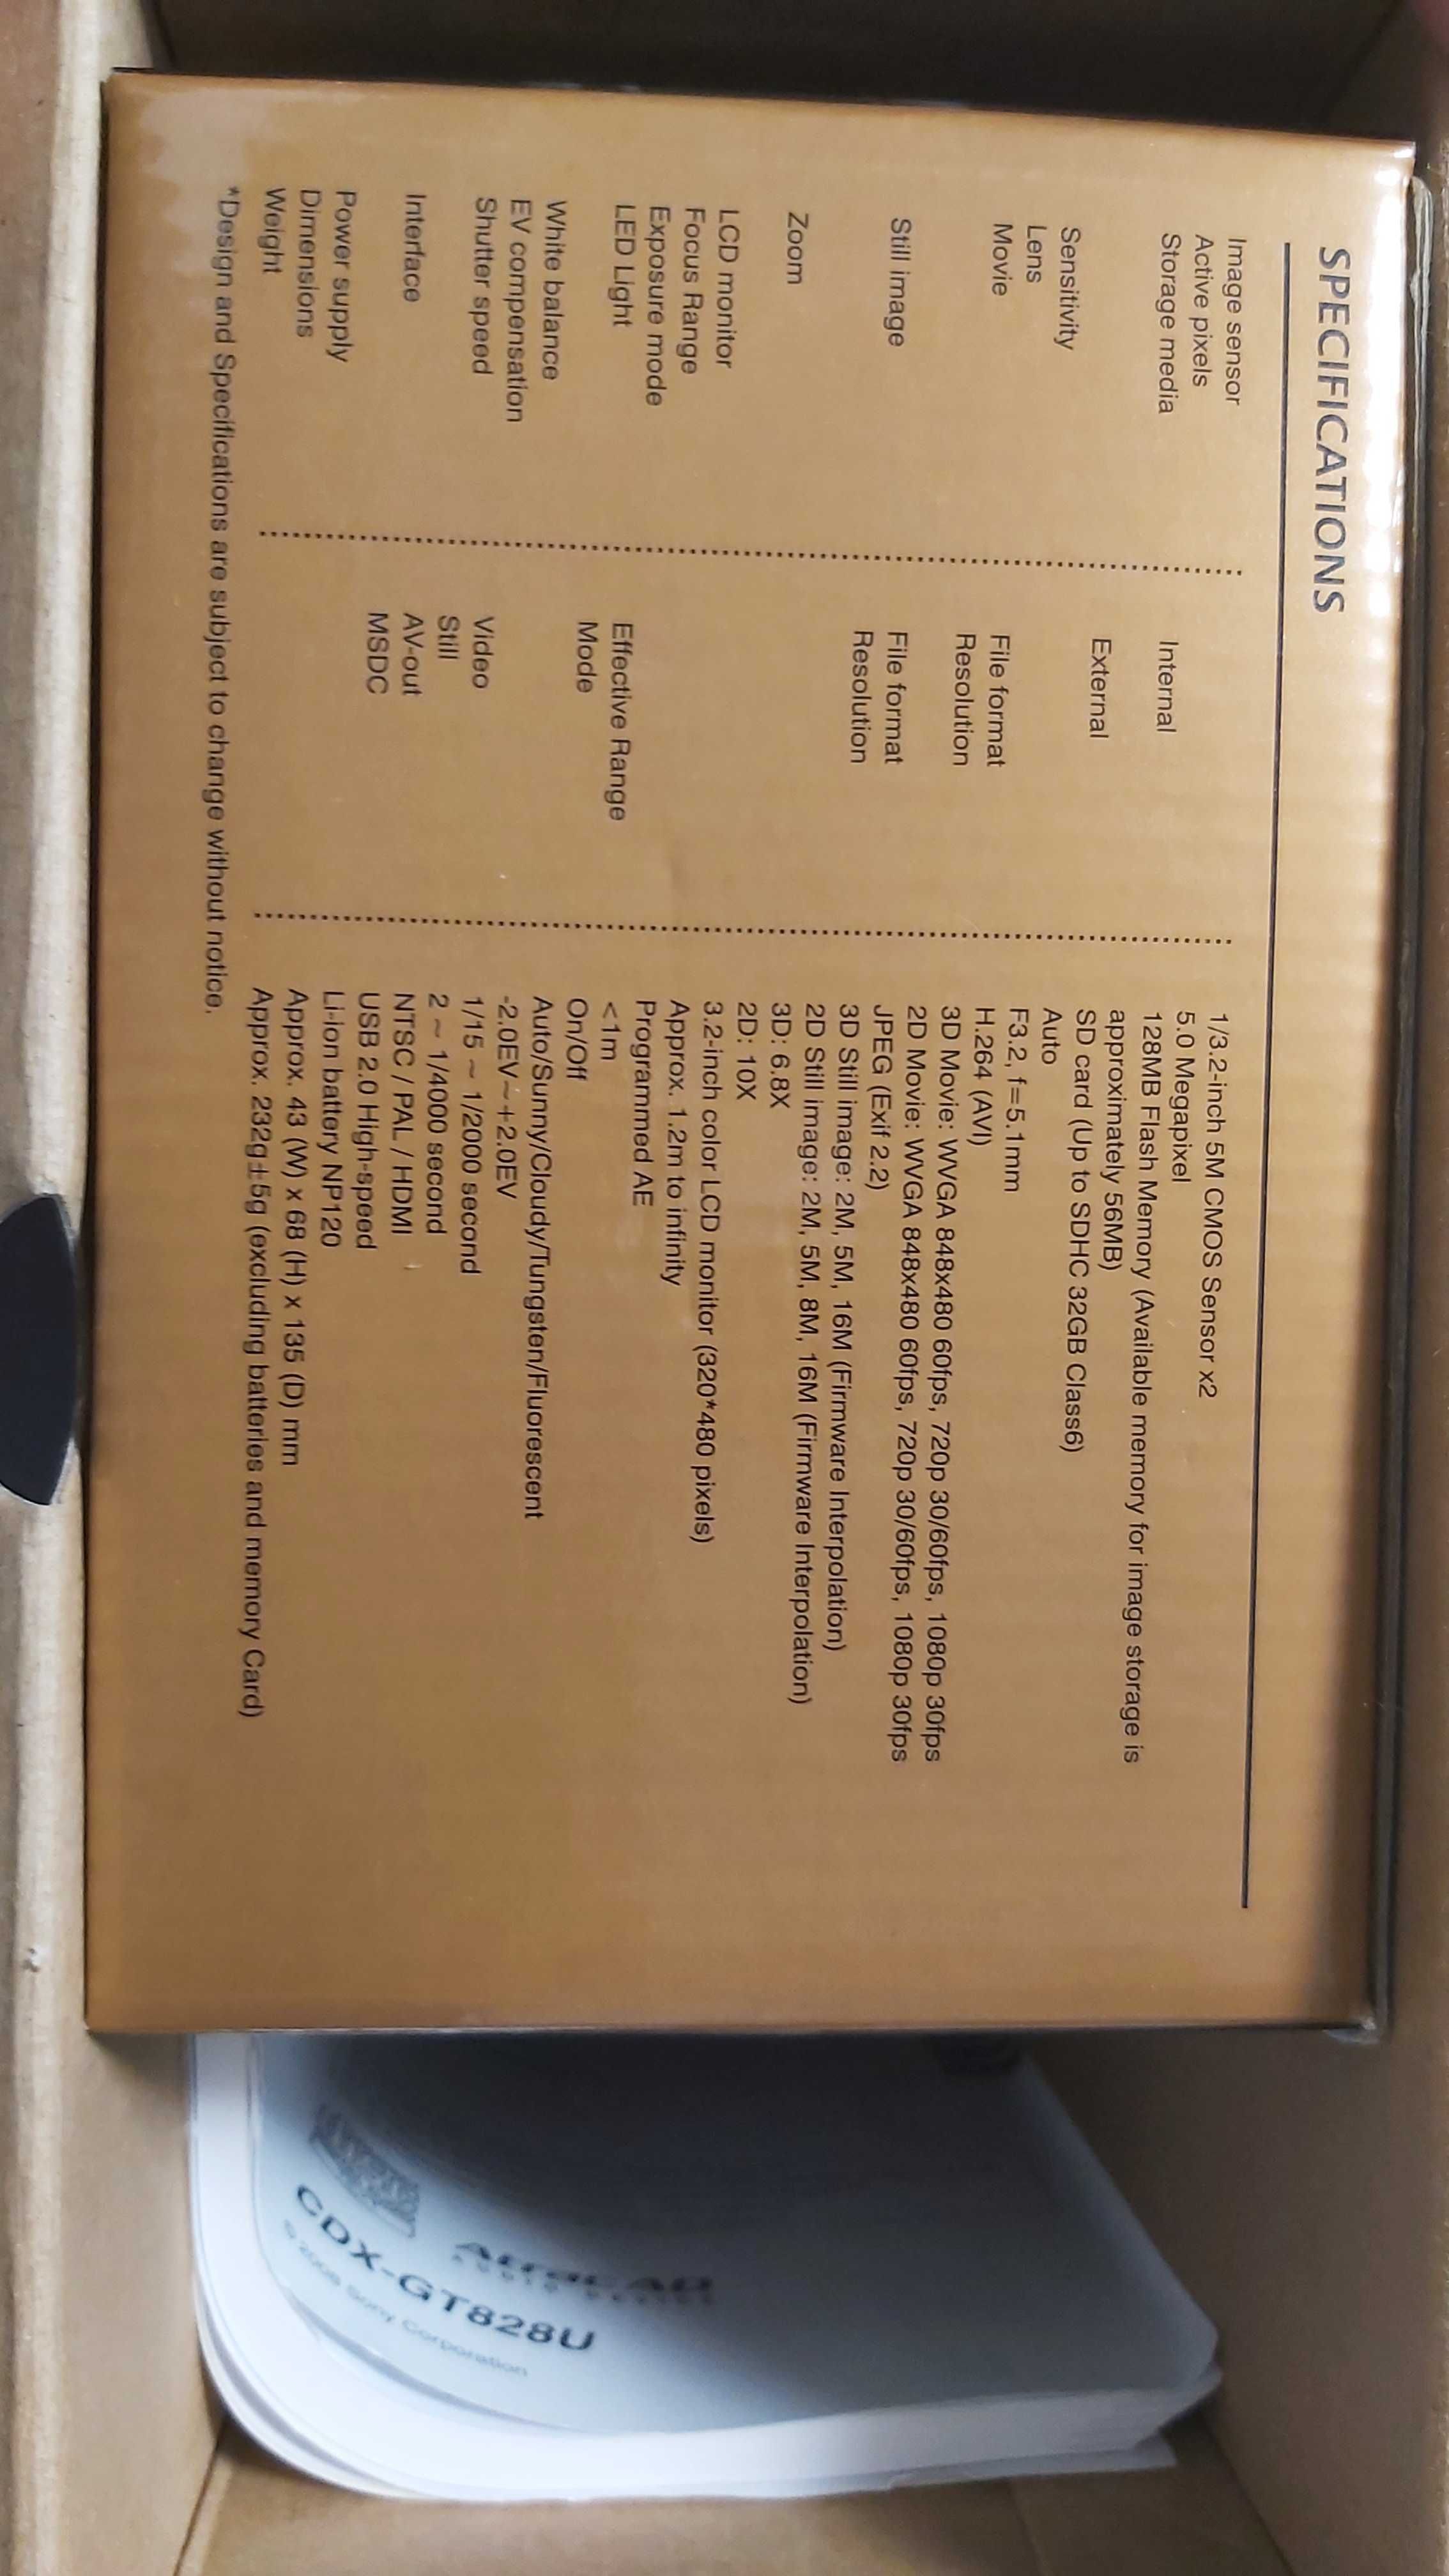 SPECIFICATIONS
Image sensor 1/3.2-inch 5M CMOS Sensor x2
Active pixels 5.0 Megapixel
Storage media Internal 128MB Flash Memory (Available memory for image storage is
approximately 56MB)
External SD card (Up to SDHC 32GB Class6)
Sensitivity Auto
Lens F3.2, f=5.1mm
Movie File format H.264 (AVI)
Resolution 3D Movie: WVGA 848x480 60fps, 720p 30/60fps, 1080p 30fps
2D Movie: WVGA 848x480 60fps, 720p 30/60fps, 1080p 30fps
Still image File format JPEG (Exif 2.2)
Resolution 3D Still image: 2M, 5M, 16M (Firmware Interpolation)
2D Still image: 2M, 5M, 8M, 16M (Firmware Interpolation)
Zoom 3D: 6.8X
2D: 10X
LCD monitor 3.2-inch color LCD monitor (320*480 pixels)
Focus Range Approx. 1.2m to infinity
Exposure mode Programmed AE
LED Light Effective Range <1m
Mode On/Off
White balance Auto/Sunny/Cloudy/Tungsten/Fluorescent
EV compensation -2.0EV~+2.0EV
Shutter speed Video 1/15 ~ 1/2000 second
Still 2 ~ 1/4000 second
Interface AV-out NTSC / PAL / HDMI
MSDC USB 2.0 High-speed
Power supply Li-ion battery NP120
Dimensions Approx. 43 (W) x 68 (H) x 135 (D) mm
Weight Approx. 232g±5g (excluding batteries and memory Card)
*Design and Specifications are subject to change without notice.
CDX-GT828U
© 2008 Sony Corporation